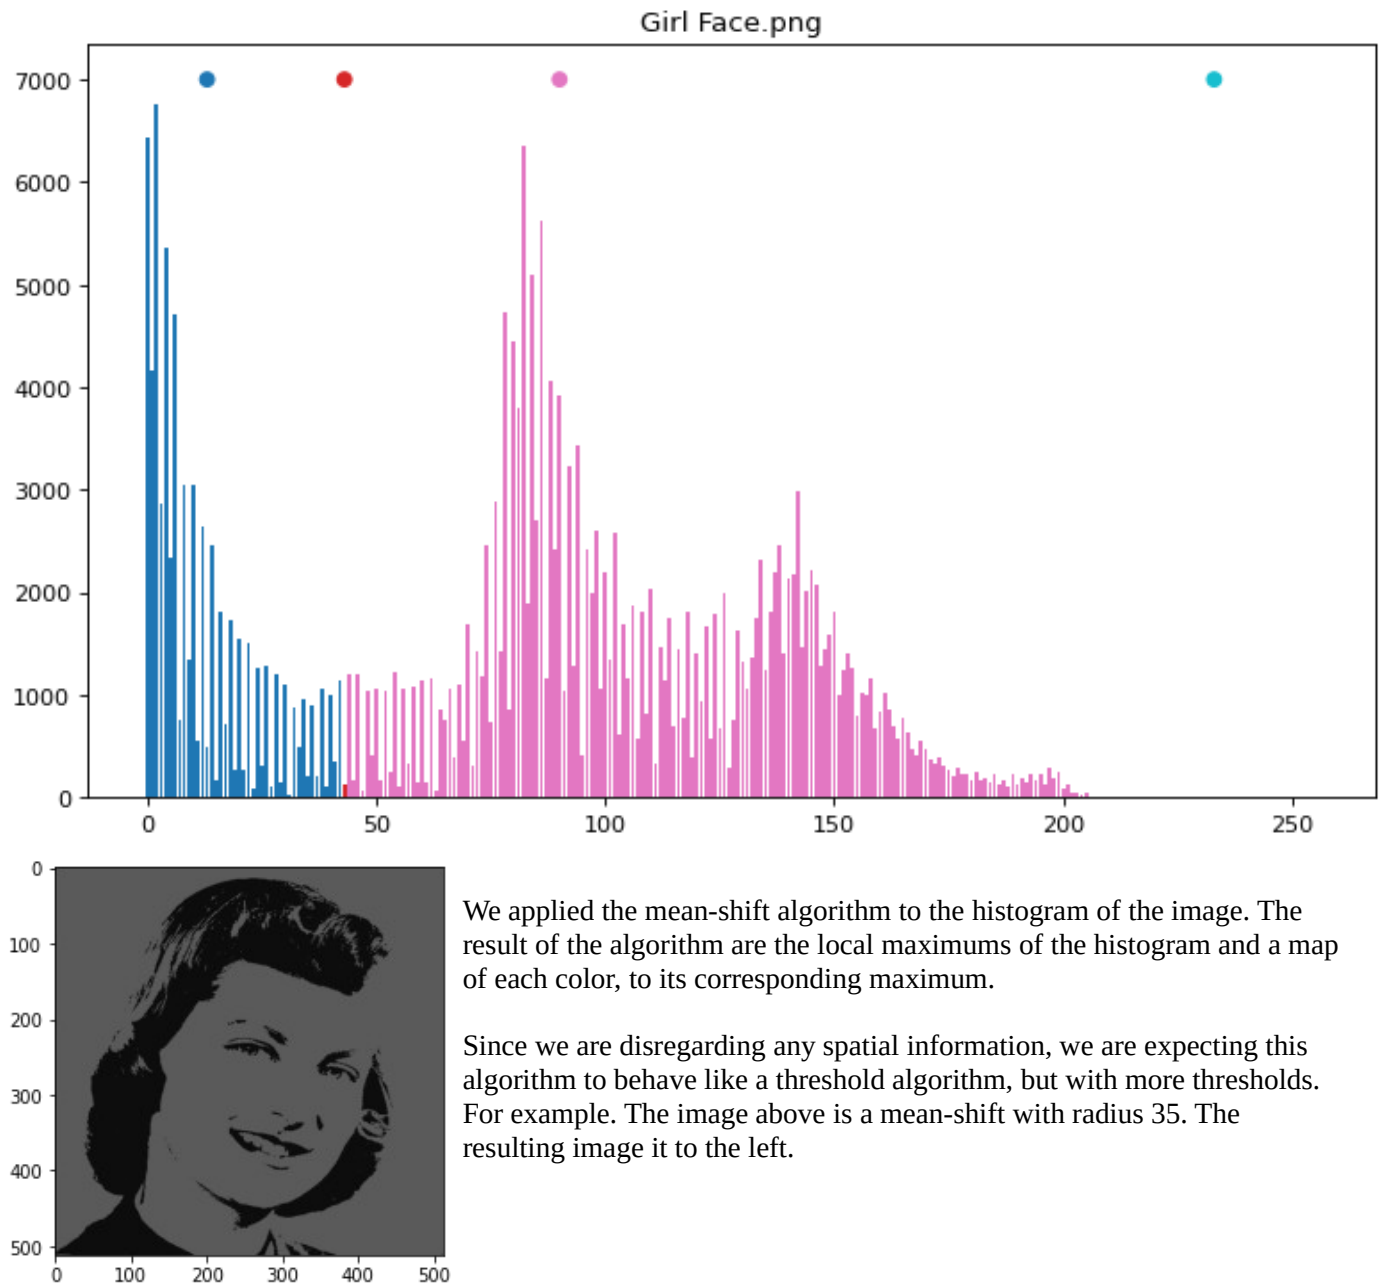 Girl Face.png
7000
6000
5000
4000
3000
2000
1000
0
0 50 100 150 200 250
0
100
200
300
400
500
0 100 200 300 400 500
We applied the mean-shift algorithm to the histogram of the image. The
result of the algorithm are the local maximums of the histogram and a map
of each color, to its corresponding maximum.
Since we are disregarding any spatial information, we are expecting this
algorithm to behave like a threshold algorithm, but with more thresholds.
For example. The image above is a mean-shift with radius 35. The
resulting image it to the left.